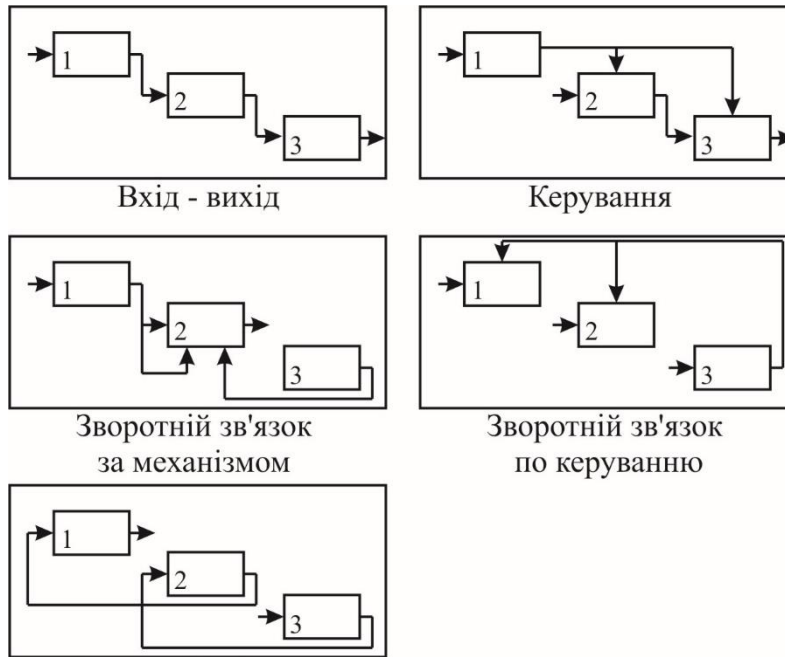 1
2
3
Вхід - вихід
1
2
3
Керування
1
2
3
Зворотній зв'язок
за механізмом
1
2
3
Зворотній зв'язок
по керуванню
1
2
3